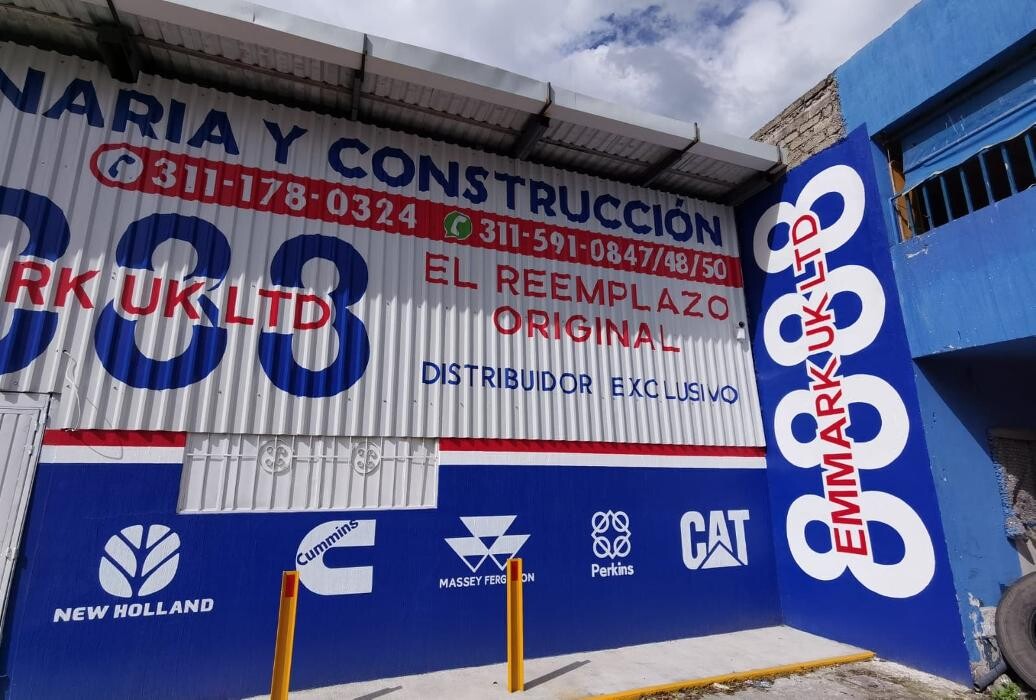 NARIA Y CONSTRUCCIÓN
311-178-0324
311-591-0847/48/50
888
RK UK LTD
EL REEMPLAZO
ORIGINAL
DISTRIBUIDOR EXCLUSIVO
8888
EMMARK UK LTD
NEW HOLLAND
Cummins
MASSEY FERGUSON
Perkins
CAT